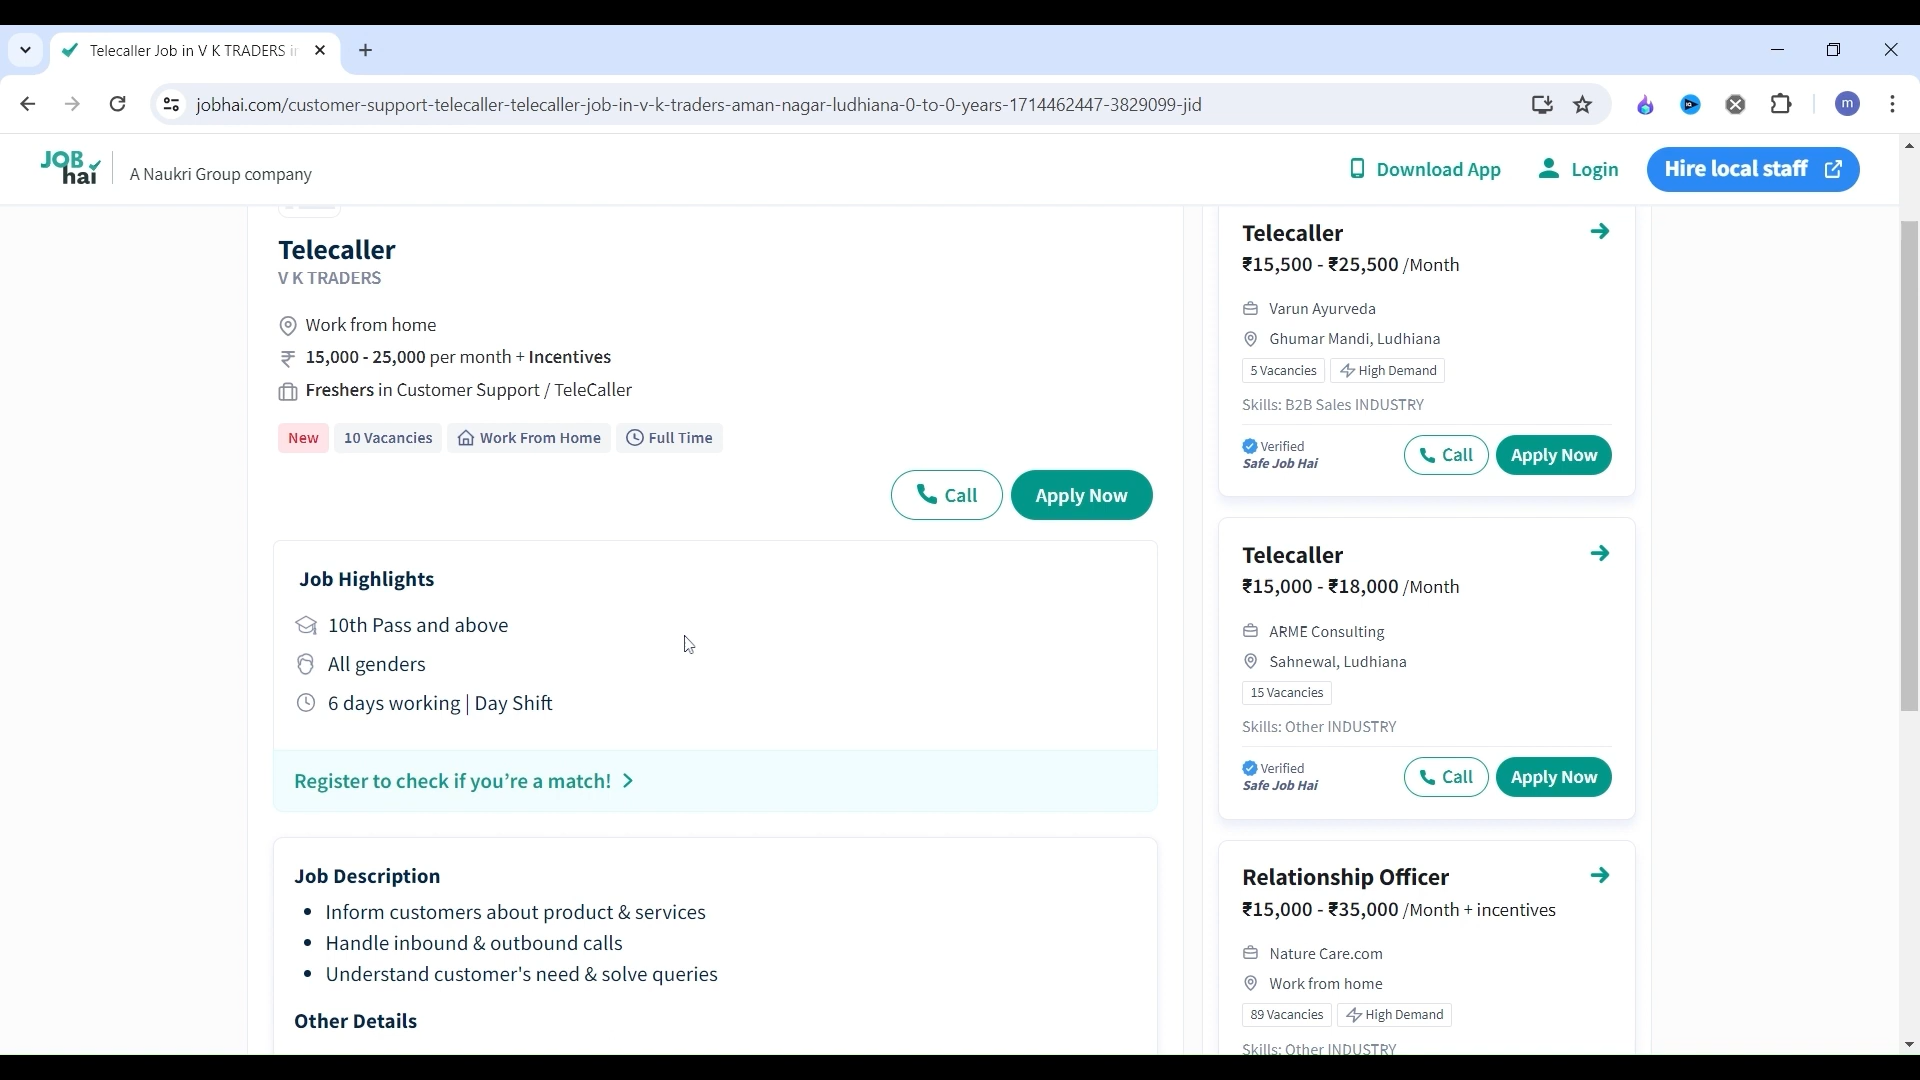 Telecaller Job in V K TRADERS in
jobhai.com/customer-support-telecaller-telecaller-job-in-v-k-traders-aman-nagar-ludhiana-0-to-0-years-1714462447-3829099-jid
m
JOB hai
A Naukri Group company
Download App
Login
Hire local staff
Telecaller
V K TRADERS
Work from home
₹ 15,000 - 25,000 per month + Incentives
Freshers in Customer Support / TeleCaller
New
10 Vacancies
Work From Home
Full Time
Call
Apply Now
Job Highlights
10th Pass and above
All genders
6 days working | Day Shift
Register to check if you’re a match!
Job Description
• Inform customers about product & services
• Handle inbound & outbound calls
• Understand customer's need & solve queries
Other Details
Telecaller
₹15,500 - ₹25,500 /Month
Varun Ayurveda
Ghumar Mandi, Ludhiana
5 Vacancies
High Demand
Skills: B2B Sales INDUSTRY
Verified
Safe Job Hai
Call
Apply Now
Telecaller
₹15,000 - ₹18,000 /Month
ARME Consulting
Sahnewal, Ludhiana
15 Vacancies
Skills: Other INDUSTRY
Verified
Safe Job Hai
Call
Apply Now
Relationship Officer
₹15,000 - ₹35,000 /Month + incentives
Nature Care.com
Work from home
89 Vacancies
High Demand
Skills: Other INDUSTRY